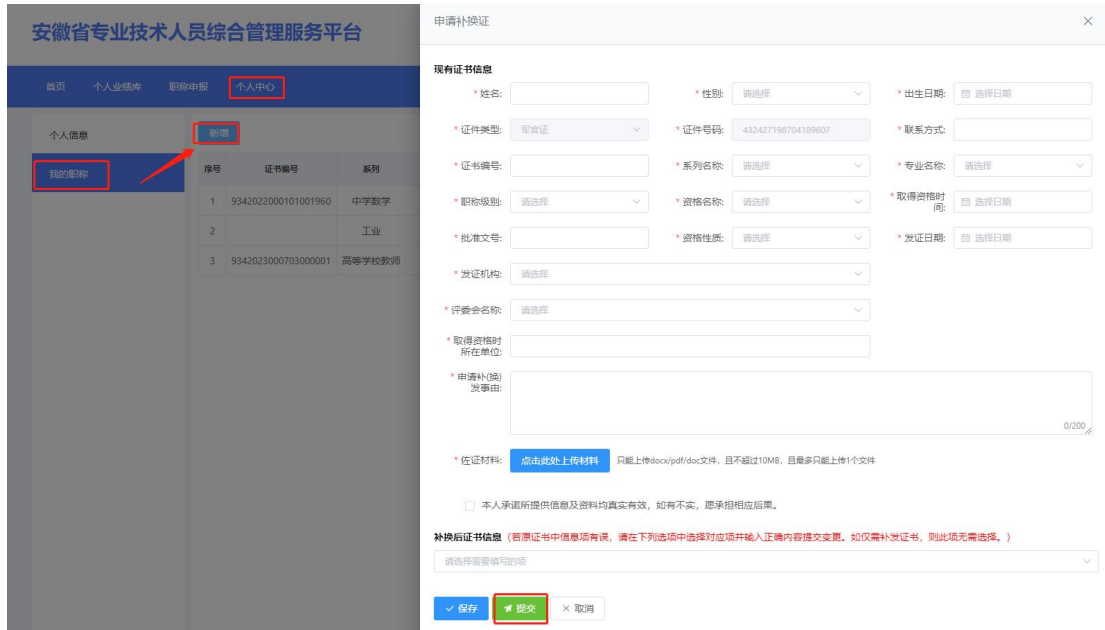 安徽省专业技术人员综合管理服务平台
首页 个人业绩库 职称申报 个人中心
个人信息
我的职称
新增
序号 证书编号 系列
1 9342022000101001960 中学数学
2 工业
3 9342023000703000001 高等学校教师
申请补换证
现有证书信息
* 姓名: * 性别: 请选择 * 出生日期: 选择日期
* 证件类型: 军官证 * 证件号码: 432427198704189607 * 联系方式:
* 证书编号: * 系列名称: 请选择 * 专业名称: 请选择
* 职称级别: 请选择 * 资格名称: 请选择 * 取得资格时
间: 选择日期
* 批准文号: * 资格性质: 请选择 * 发证日期: 选择日期
* 发证机构: 请选择
* 评委会名称: 请选择
* 取得资格时
所在单位:
* 申请补(换)
发事由:
0/200
* 佐证材料: 点击此处上传材料 只能上传docx/pdf/doc文件，且不超过10MB，且最多只能上传1个文件
本人承诺所提供信息及资料均真实有效，如有不实，愿承担相应后果。
补换后证书信息（若原证书中信息项有误，请在下列选项中选择对应项并输入正确内容提交变更。如仅需补发证书，则此项无需选择。）
请选择需要填写的项
保存 提交 取消